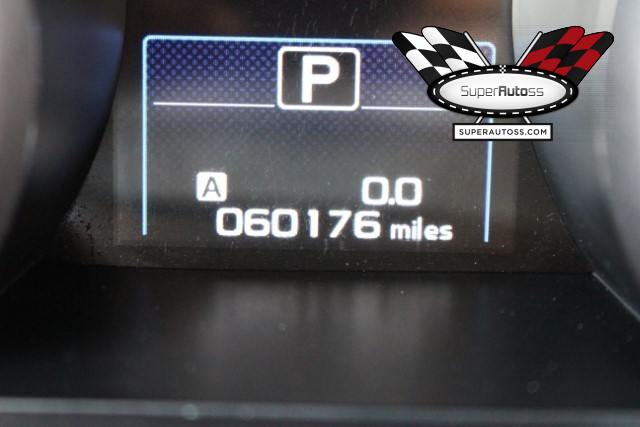 P
SuperAutoss
SUPERAUTOSS.COM
A 0.0
060176 miles